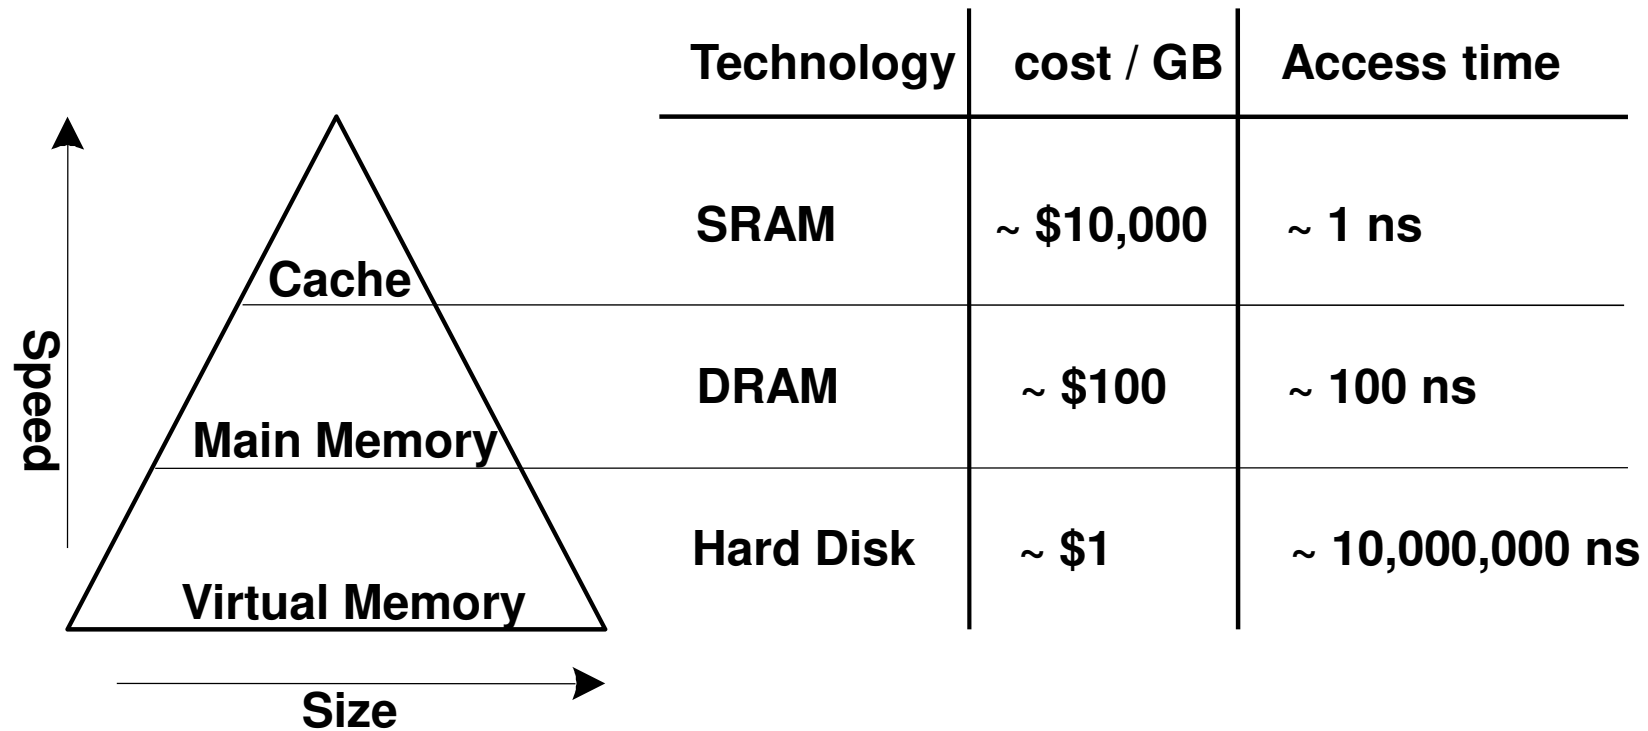 Technology cost / GB Access time
Cache SRAM ~ $10,000 ~ 1 ns
Main Memory DRAM ~ $100 ~ 100 ns
Virtual Memory Hard Disk ~ $1 ~ 10,000,000 ns
Speed
Size